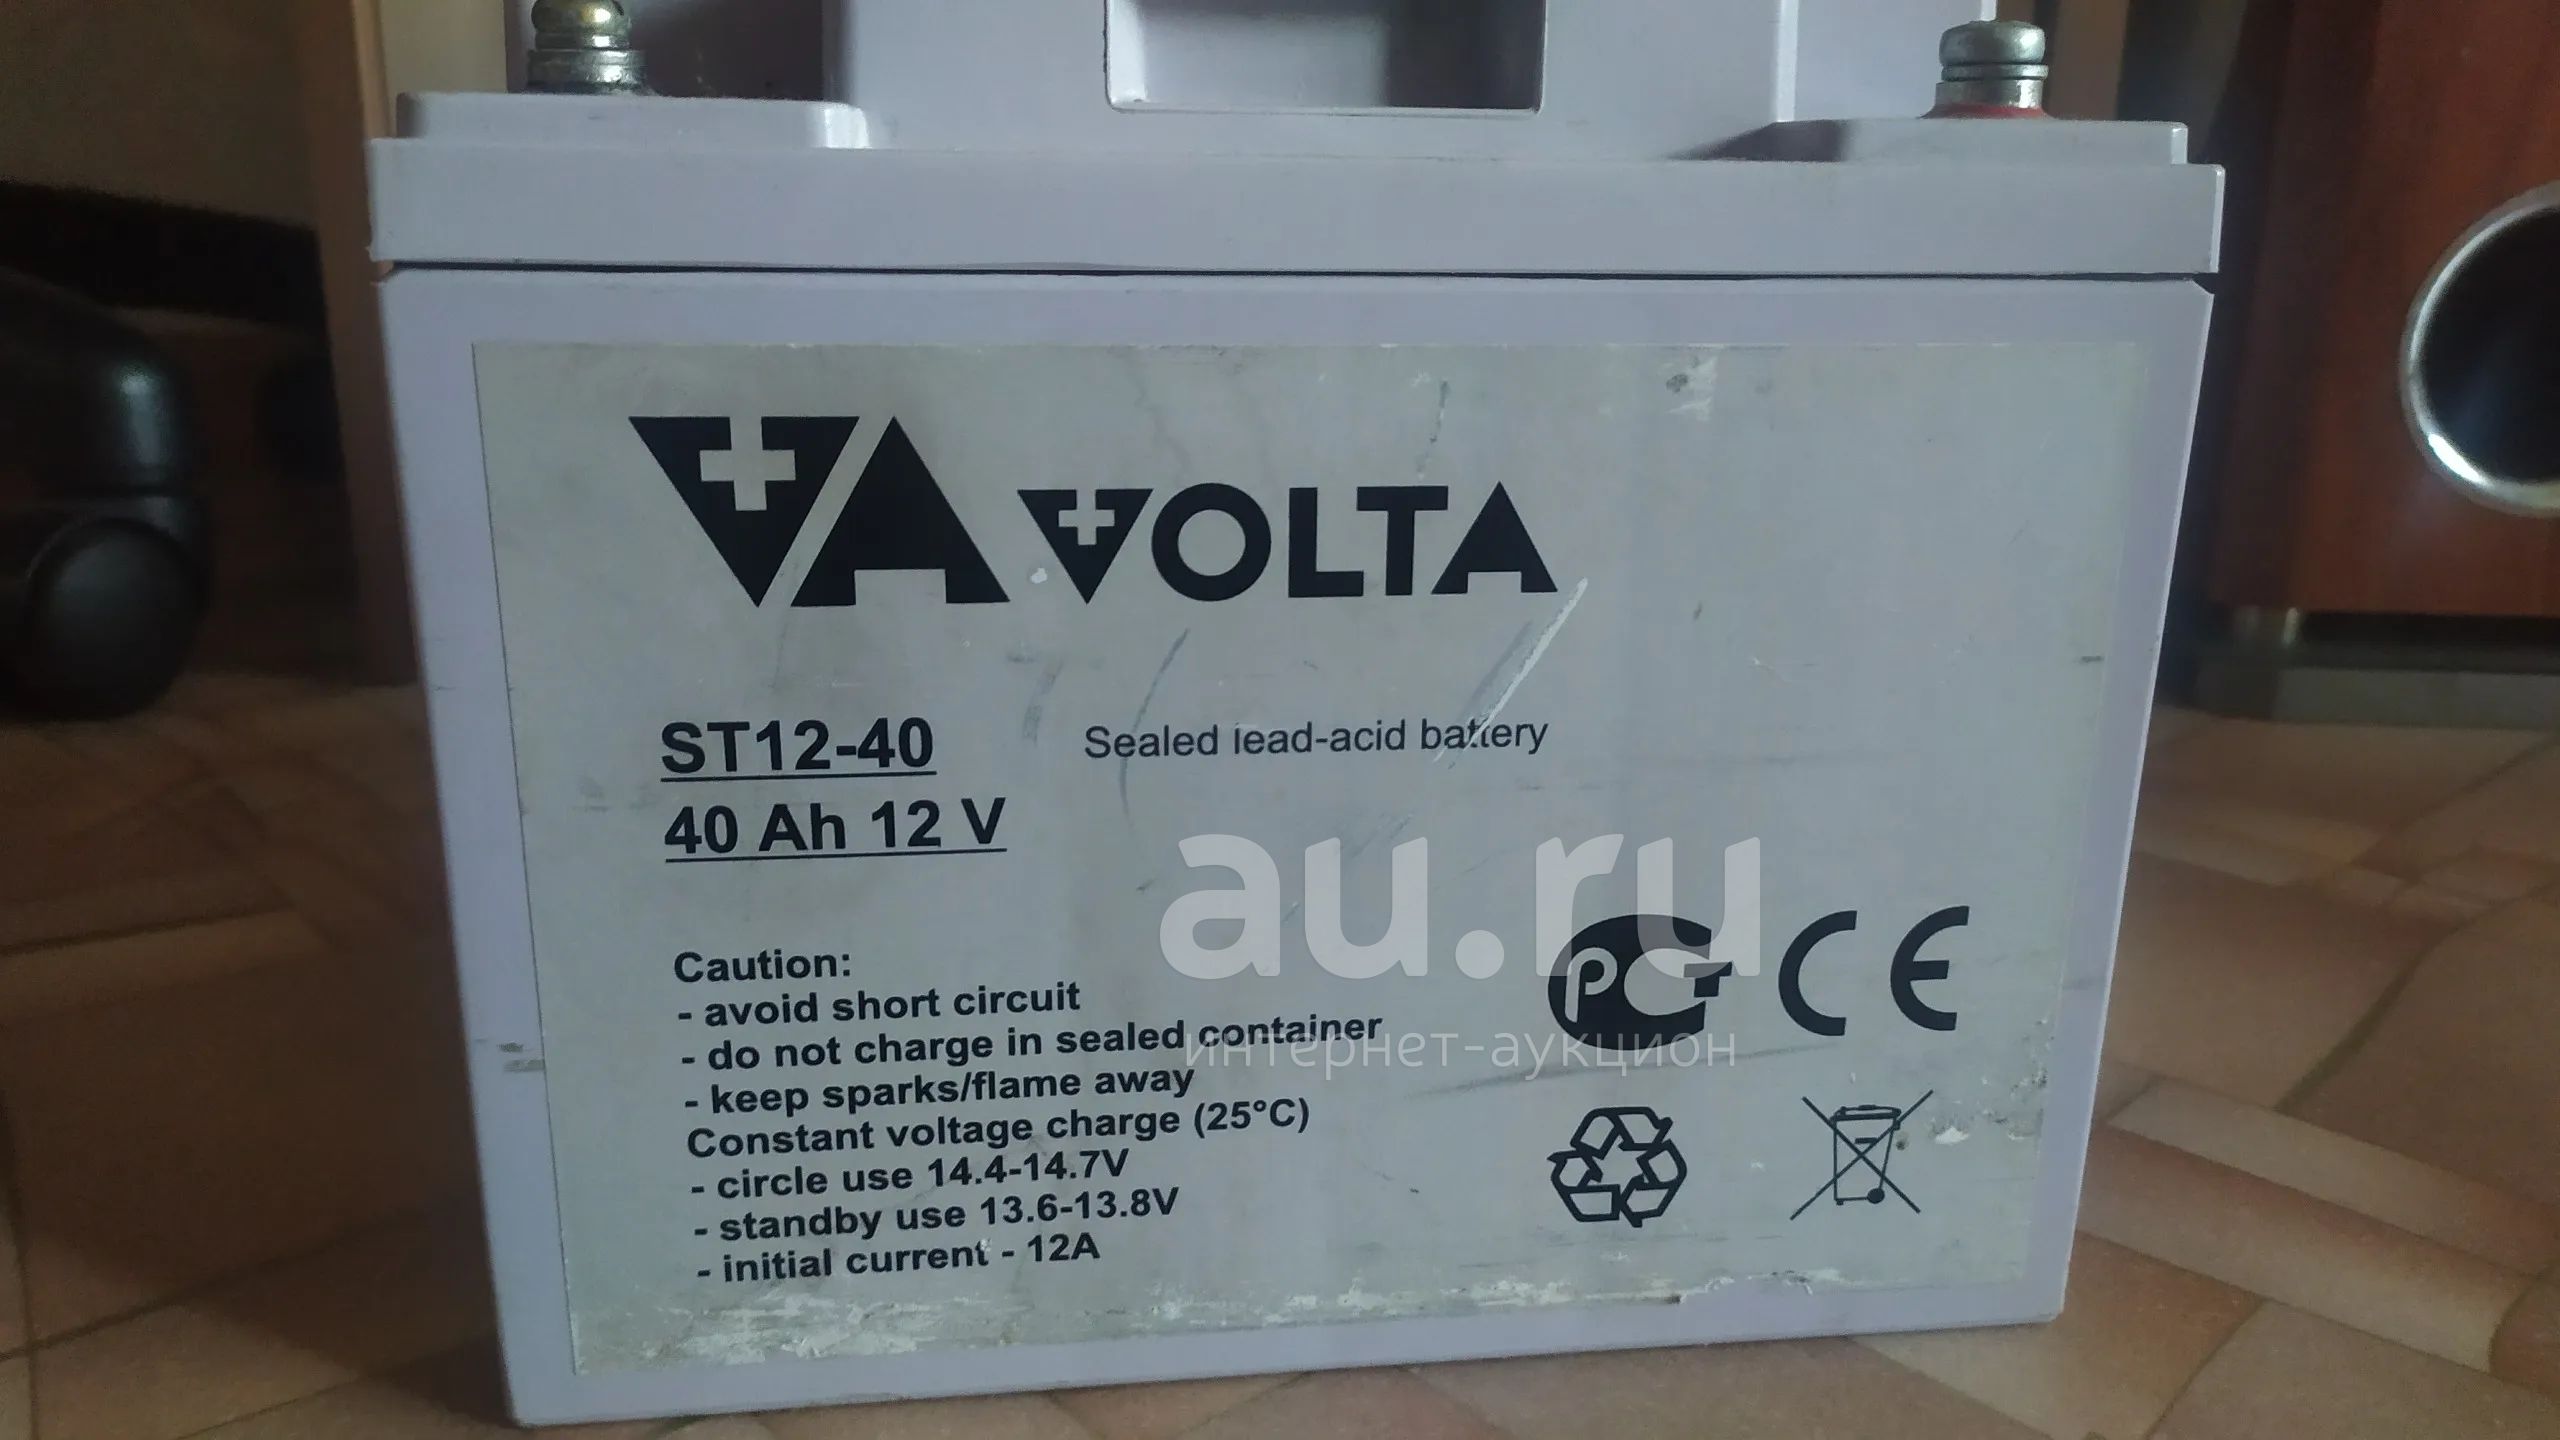 VOLTA
ST12-40
Sealed lead-acid battery
40 Ah 12 V
au.ru
интернет-аукцион
Caution:
- avoid short circuit
- do not charge in sealed container
- keep sparks/flame away
Constant voltage charge (25°C)
- circle use 14.4-14.7V
- standby use 13.6-13.8V
- initial current - 12A
РСТ CE